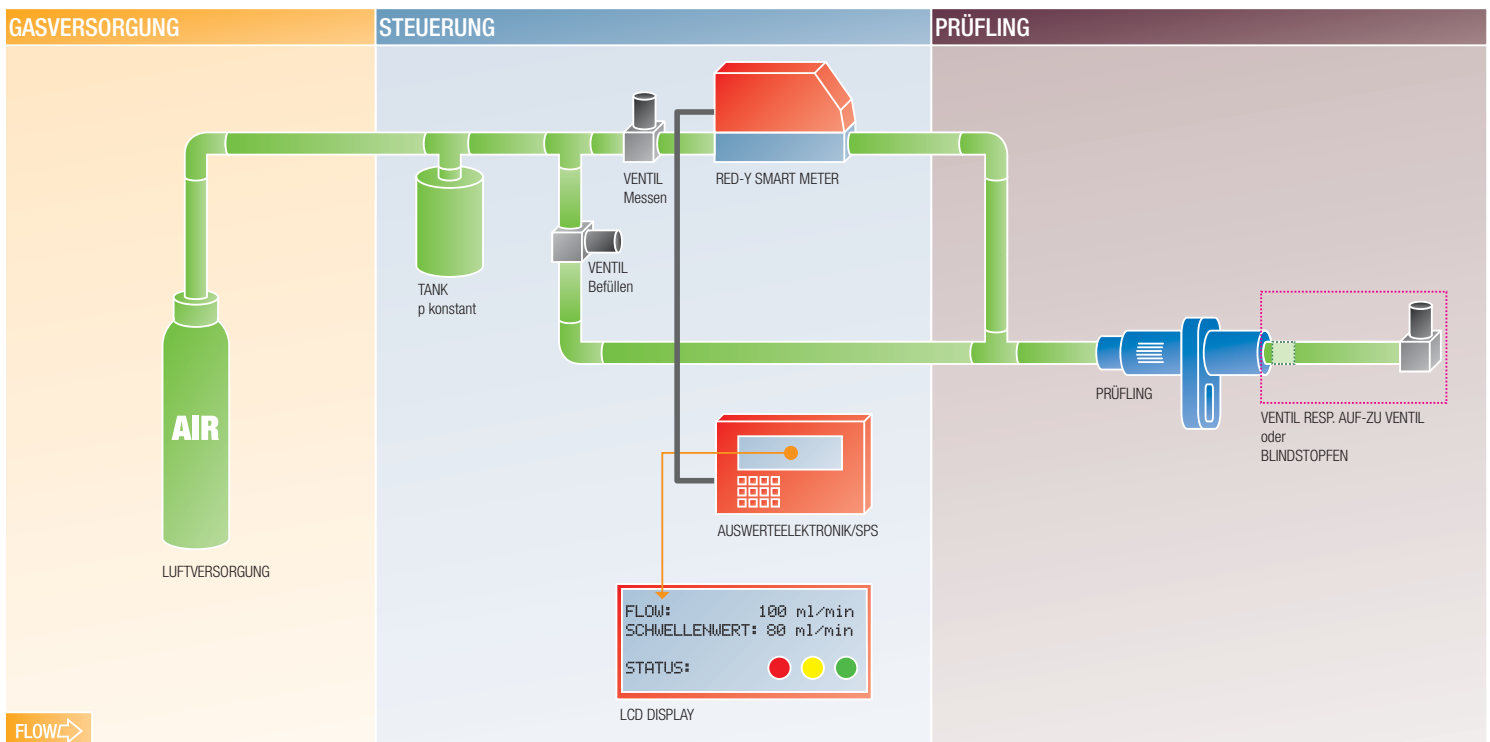 GASVERSORGUNG
STEUERUNG
PRÜFLING
VENTIL
Messen
RED-Y SMART METER
TANK
p konstant
VENTIL
Befüllen
AIR
LUFTVERSORGUNG
PRÜFLING
VENTIL RESP. AUF-ZU VENTIL
oder
BLINDSTOPFEN
AUSWERTEELEKTRONIK/SPS
FLOW: 100 ml/min
SCHWELLENWERT: 80 ml/min
STATUS:
LCD DISPLAY
FLOW